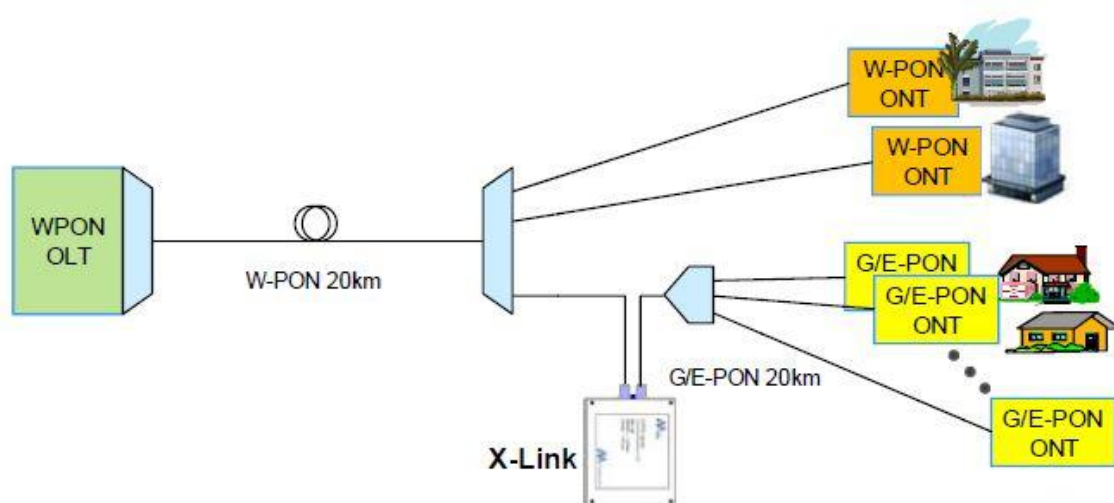 W-PON
ONT
W-PON
ONT
WPON
OLT
W-PON 20km
G/E-PON
G/E-PON
ONT
G/E-PON 20km
G/E-PON
ONT
X-Link